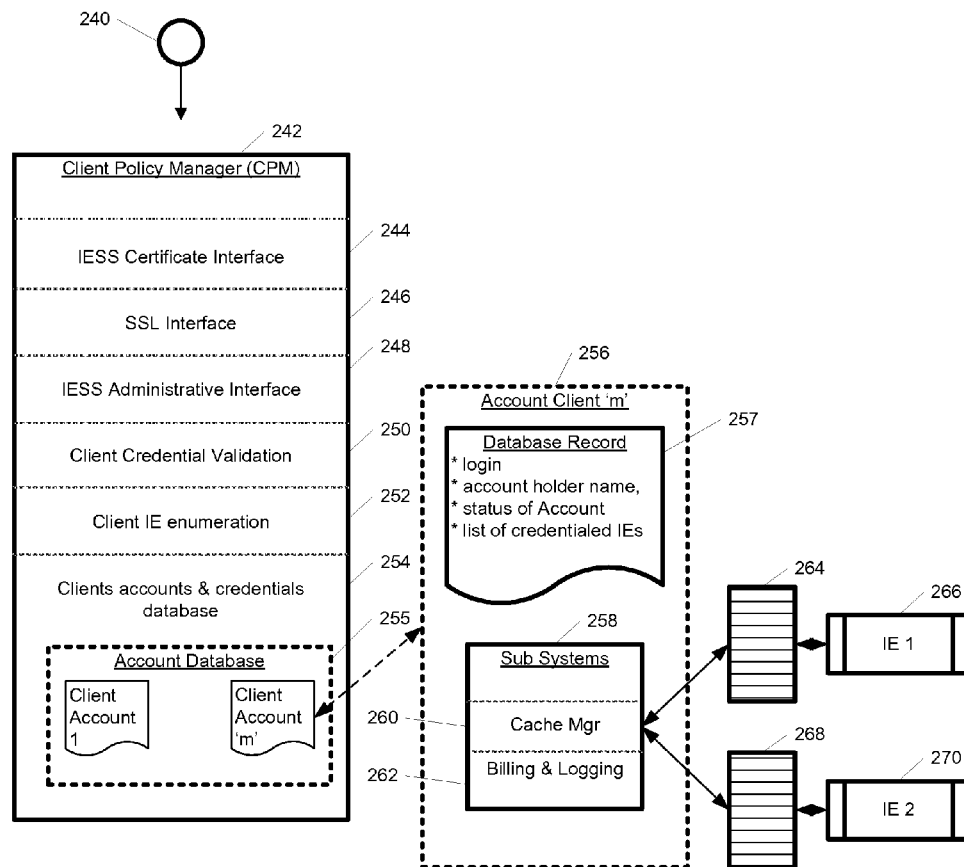 240
242
Client Policy Manager (CPM)
244
IESS Certificate Interface
246
SSL Interface
248
IESS Administrative Interface
250
Client Credential Validation
252
Client IE enumeration
254
Clients accounts & credentials
database
255
Account Database
Client
Account
1
Client
Account
'm'
256
Account Client 'm'
257
Database Record
* login
* account holder name,
* status of Account
* list of credentialed IEs
258
Sub Systems
260
Cache Mgr
262
Billing & Logging
264
266
IE 1
268
270
IE 2